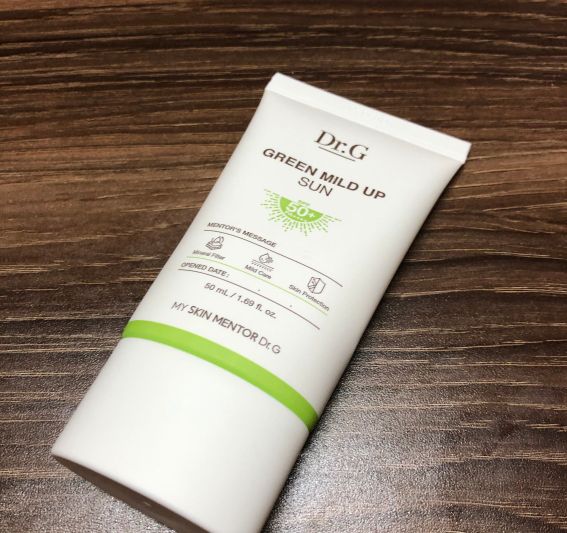 Dr.G
GREEN MILD UP
SUN
SPF
50+
MENTOR'S MESSAGE
Mineral Filter
Mild Care
Skin Protection
OPENED DATE : . .
50 mL / 1.69 fl. oz.
MY SKIN MENTOR Dr.G